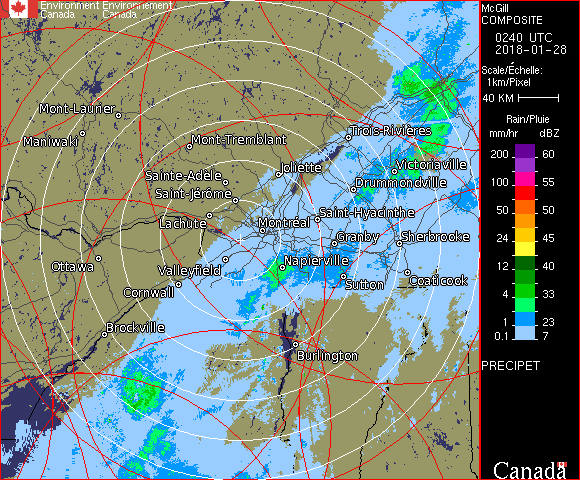 Environment Environnement
Canada Canada
McGill
COMPOSITE
0240 UTC
2018-01-28
Scale/Échelle:
1km/Pixel
40 KM
Rain/Pluie
mm/hr dBZ
200 60
100 55
50 50
24 45
12 40
4 33
1 23
0.1 7
PRECIPET
Canada
Mont-Laurier
Maniwaki
Mont-Tremblant
Trois-Rivières
Joliette
Victoriaville
Sainte-Adèle
Drummondville
Saint-Jérôme
Saint-Hyacinthe
Lachute
Montréal
Granby
Sherbrooke
Ottawa
Valleyfield
Napierville
Sutton
Coaticook
Cornwall
Brockville
Burlington